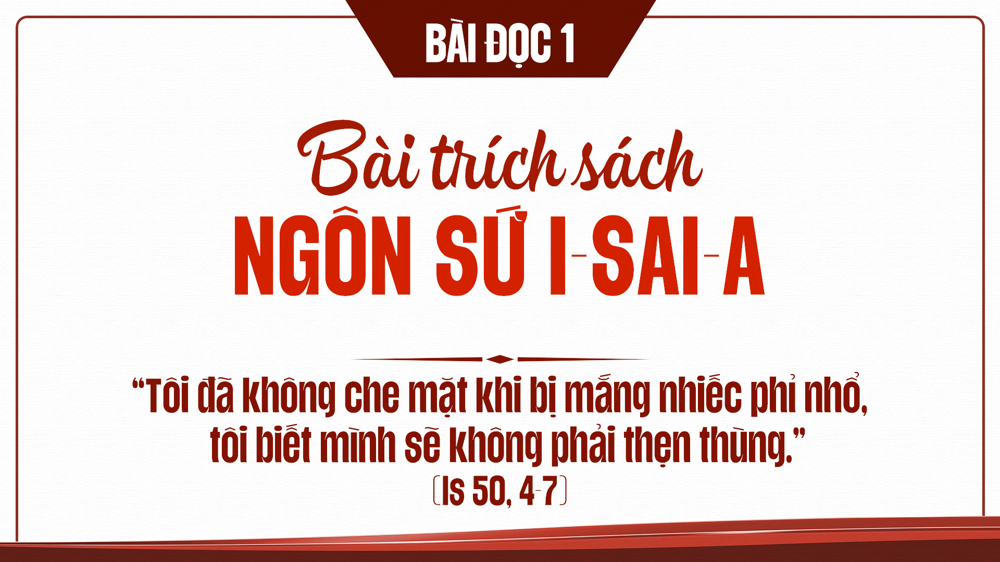 BÀI ĐỌC 1
Bài trích sách
NGÔN SỨ I-SAI-A
“Tôi đã không che mặt khi bị mắng nhiếc phỉ nhổ,
tôi biết mình sẽ không phải thẹn thùng.”
(Is 50, 4-7)